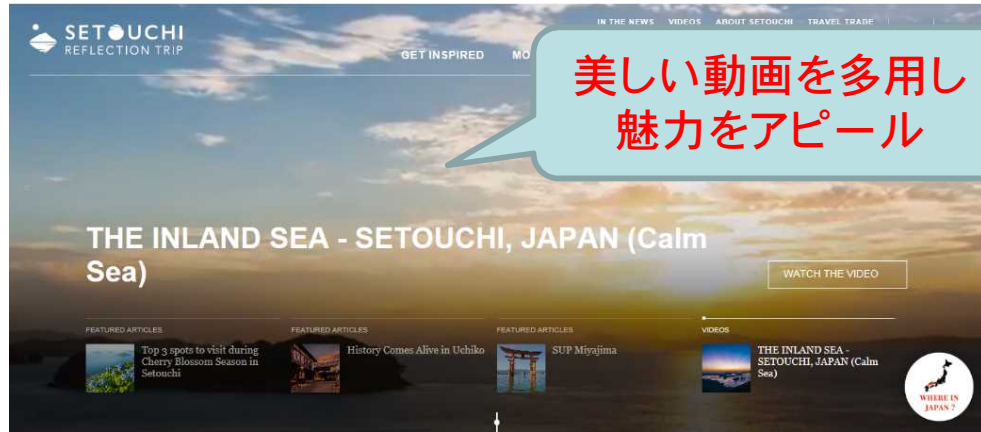 SETOUCHI
REFLECTION TRIP
IN THE NEWS VIDEOS ABOUT SETOUCHI TRAVEL TRADE
GET INSPIRED MO
美しい動画を多用し
魅力をアピール
THE INLAND SEA - SETOUCHI, JAPAN (Calm
Sea)
WATCH THE VIDEO
FEATURED ARTICLES
Top 3 spots to visit during
Cherry Blossom Season in
Setouchi
FEATURED ARTICLES
History Comes Alive in Uchiko
FEATURED ARTICLES
SUP Miyajima
VIDEOS
THE INLAND SEA -
SETOUCHI, JAPAN (Calm
Sea)
WHERE IN
JAPAN ?